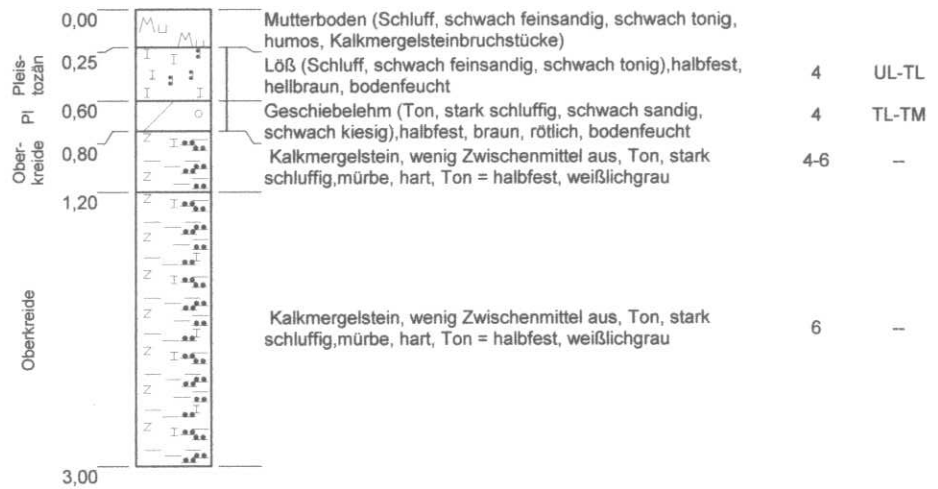 0,00
Mutterboden (Schluff, schwach feinsandig, schwach tonig,
humos, Kalkmergelsteinbruchstücke)
Mu
Mu
0,25
Pleis-
tozän
Löß (Schluff, schwach feinsandig, schwach tonig),halbfest,
hellbraun, bodenfeucht
4
UL-TL
0,60
Pl
Geschiebelehm (Ton, stark schluffig, schwach sandig,
schwach kiesig),halbfest, braun, rötlich, bodenfeucht
4
TL-TM
0,80
Ober-
kreide
Kalkmergelstein, wenig Zwischenmittel aus, Ton, stark
schluffig,mürbe, hart, Ton = halbfest, weißlichgrau
4-6
--
1,20
Oberkreide
Kalkmergelstein, wenig Zwischenmittel aus, Ton, stark
schluffig,mürbe, hart, Ton = halbfest, weißlichgrau
6
--
3,00